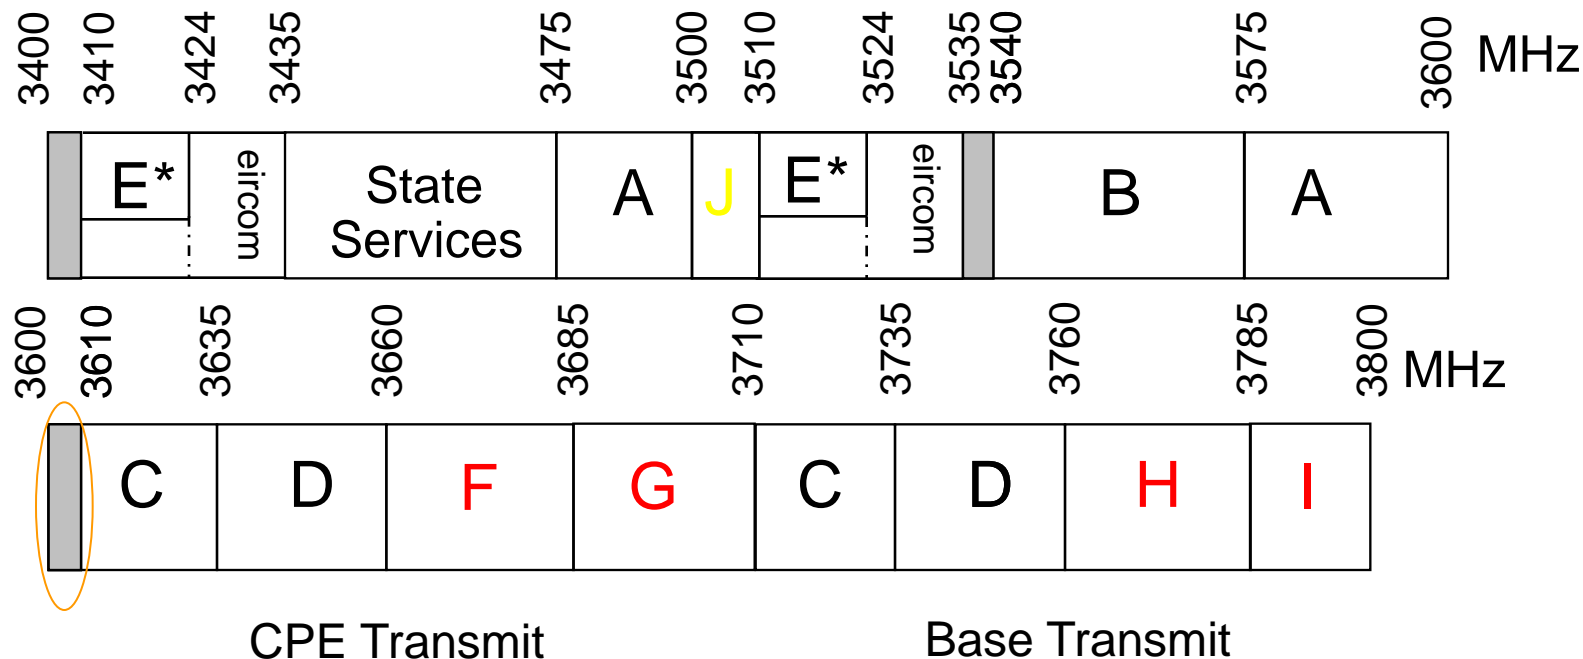 3400 3410 3424 3435 3475 3500 3510 3524 3535 3540 3575 3600 MHz
E* eircom State Services A J E* eircom B A
3600 3610 3635 3660 3685 3710 3735 3760 3785 3800 MHz
C D F G C D H I
CPE Transmit Base Transmit